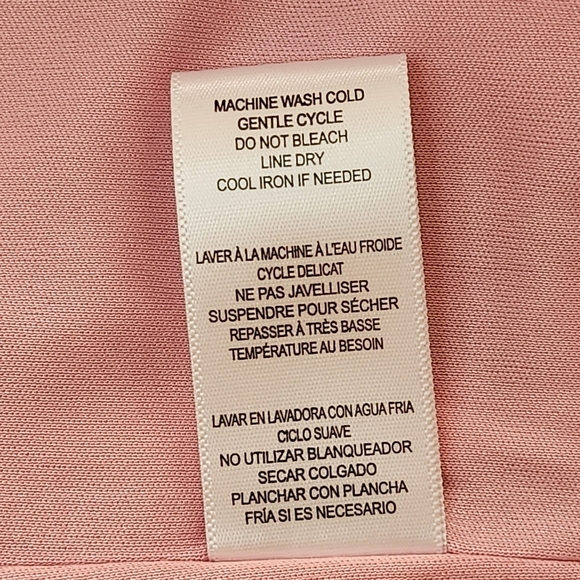 MACHINE WASH COLD
GENTLE CYCLE
DO NOT BLEACH
LINE DRY
COOL IRON IF NEEDED
LAVER À LA MACHINE À L'EAU FROIDE
CYCLE DELICAT
NE PAS JAVELLISER
SUSPENDRE POUR SÉCHER
REPASSER À TRÈS BASSE
TEMPÉRATURE AU BESOIN
LAVAR EN LAVADORA CON AGUA FRIA
CICLO SUAVE
NO UTILIZAR BLANQUEADOR
SECAR COLGADO
PLANCHAR CON PLANCHA
FRÍA SI ES NECESARIO